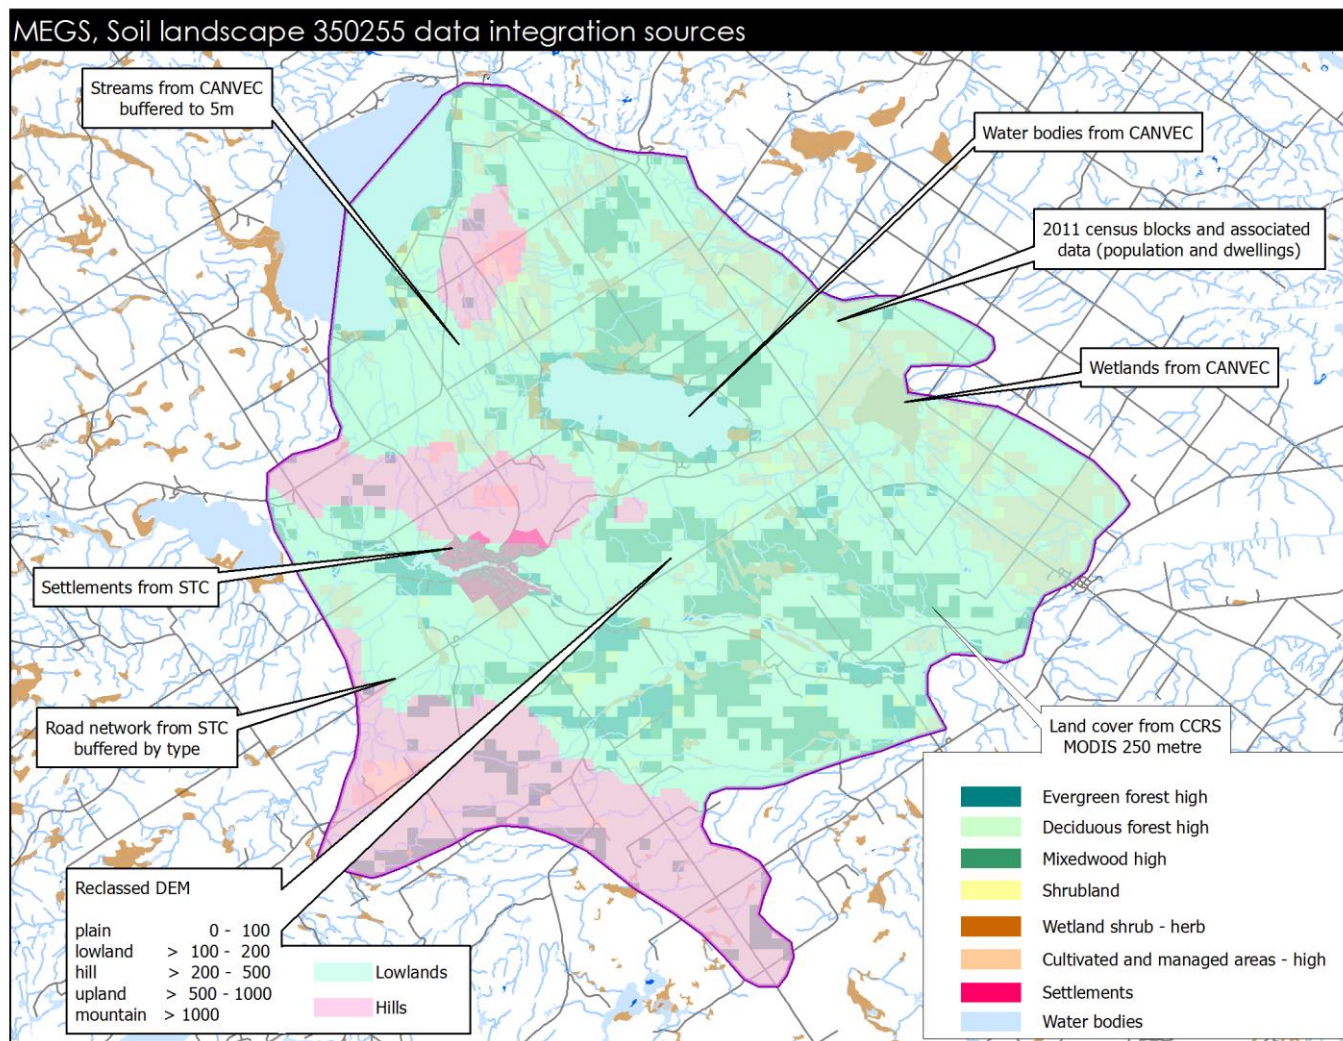 MEGS, Soil landscape 350255 data integration sources
Streams from CANVEC
buffered to 5m
Water bodies from CANVEC
2011 census blocks and associated
data (population and dwellings)
Wetlands from CANVEC
Settlements from STC
Road network from STC
buffered by type
Land cover from CCRS
MODIS 250 metre
Reclassed DEM
plain 0 - 100
lowland > 100 - 200
hill > 200 - 500
upland > 500 - 1000
mountain > 1000
Lowlands
Hills
Evergreen forest high
Deciduous forest high
Mixedwood high
Shrubland
Wetland shrub - herb
Cultivated and managed areas - high
Settlements
Water bodies